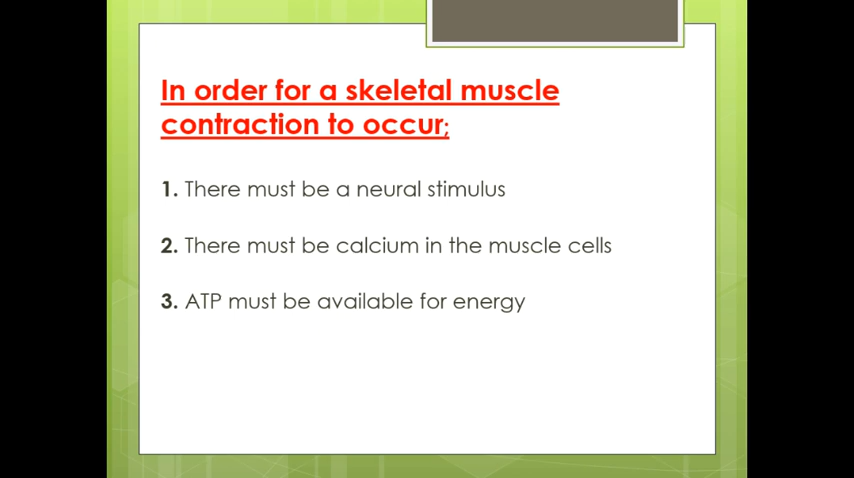 In order for a skeletal muscle
contraction to occur;
1. There must be a neural stimulus
2. There must be calcium in the muscle cells
3. ATP must be available for energy